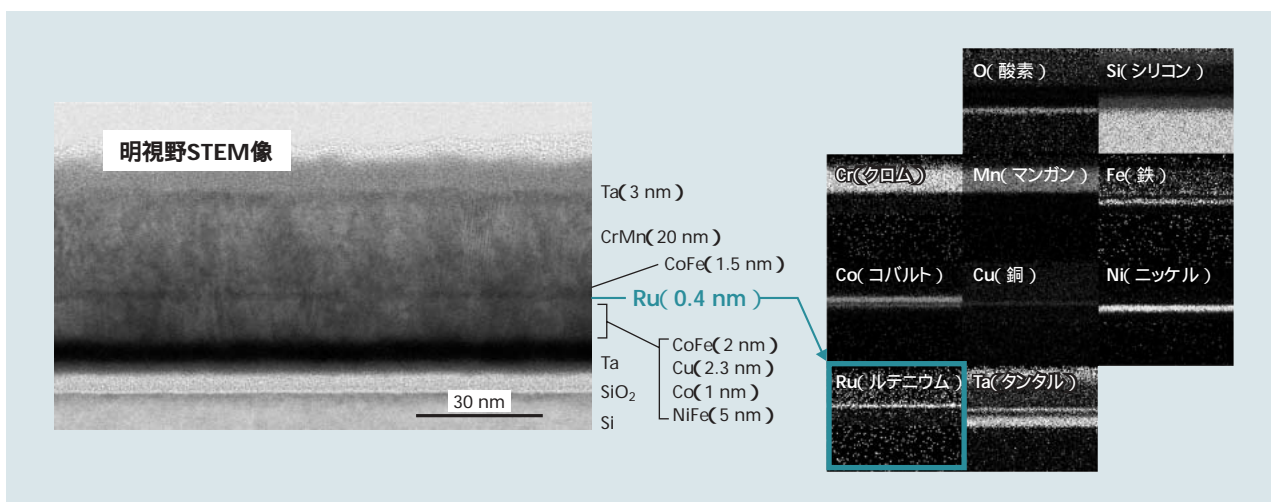 明視野STEM像
30 nm
Ta(3 nm)
CrMn(20 nm)
CoFe(1.5 nm)
Ru(0.4 nm)
CoFe(2 nm)
Cu(2.3 nm)
Co(1 nm)
NiFe(5 nm)
Ta
SiO₂
Si
O(酸素)
Si(シリコン)
Cr(クロム)
Mn(マンガン)
Fe(鉄)
Co(コバルト)
Cu(銅)
Ni(ニッケル)
Ru(ルテニウム)
Ta(タンタル)